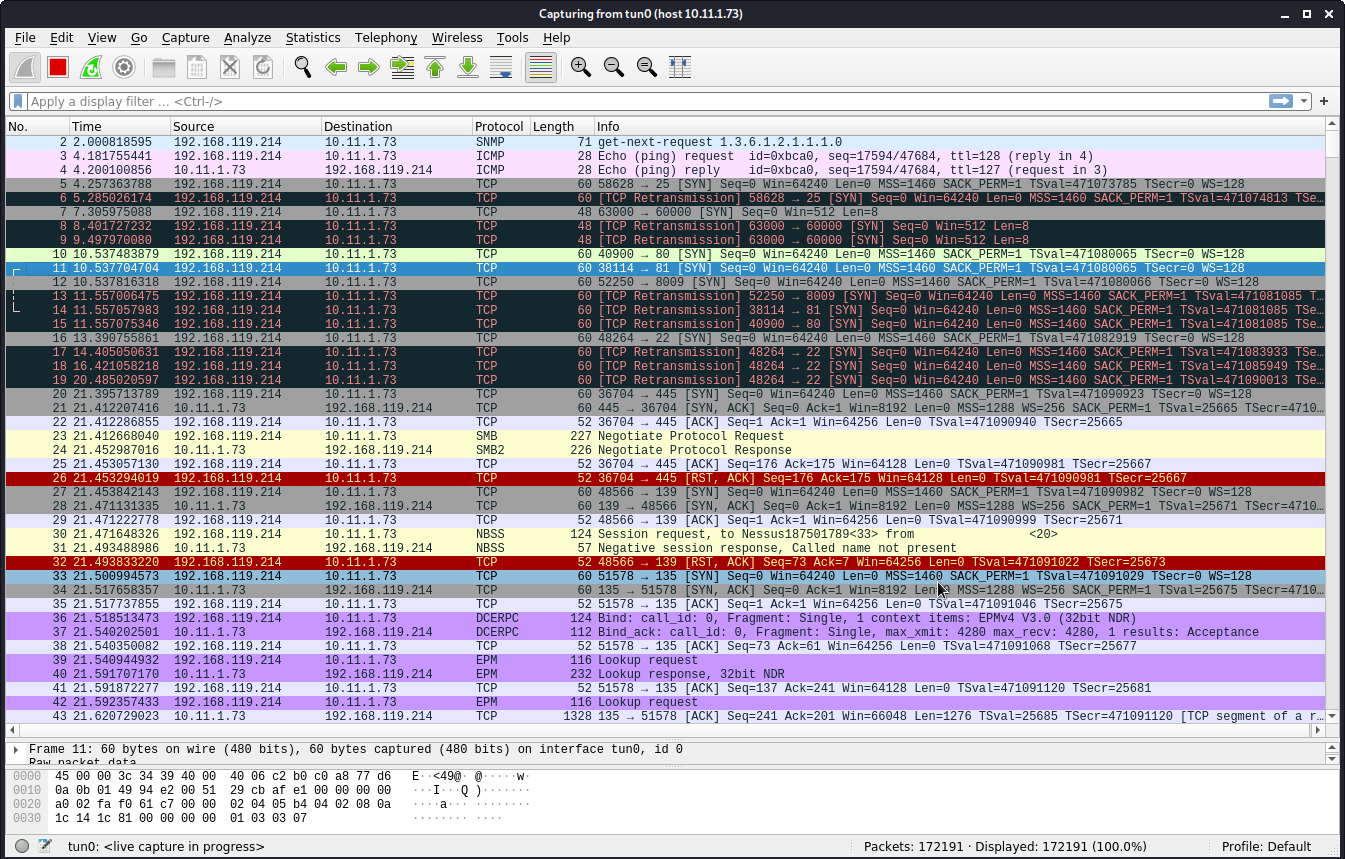 Capturing from tun0 (host 10.11.1.73)
File Edit View Go Capture Analyze Statistics Telephony Wireless Tools Help
Apply a display filter ... <Ctrl-/>
No. Time Source Destination Protocol Length Info
2 2.000818595 192.168.119.214 10.11.1.73 SNMP 71 get-next-request 1.3.6.1.2.1.1.1.0
3 4.181755441 192.168.119.214 10.11.1.73 ICMP 28 Echo (ping) request id=0xbca0, seq=17594/47684, ttl=128 (reply in 4)
4 4.200100856 10.11.1.73 192.168.119.214 ICMP 28 Echo (ping) reply id=0xbca0, seq=17594/47684, ttl=127 (request in 3)
5 4.257363788 192.168.119.214 10.11.1.73 TCP 60 58628 → 25 [SYN] Seq=0 Win=64240 Len=0 MSS=1460 SACK_PERM=1 TSval=471073785 TSecr=0 WS=128
6 5.285026174 192.168.119.214 10.11.1.73 TCP 60 [TCP Retransmission] 58628 → 25 [SYN] Seq=0 Win=64240 Len=0 MSS=1460 SACK_PERM=1 TSval=471074813 TSe…
7 7.305975088 192.168.119.214 10.11.1.73 TCP 48 63000 → 60000 [SYN] Seq=0 Win=512 Len=8
8 8.401727232 192.168.119.214 10.11.1.73 TCP 48 [TCP Retransmission] 63000 → 60000 [SYN] Seq=0 Win=512 Len=8
9 9.497970080 192.168.119.214 10.11.1.73 TCP 48 [TCP Retransmission] 63000 → 60000 [SYN] Seq=0 Win=512 Len=8
10 10.537483879 192.168.119.214 10.11.1.73 TCP 60 40900 → 80 [SYN] Seq=0 Win=64240 Len=0 MSS=1460 SACK_PERM=1 TSval=471080065 TSecr=0 WS=128
11 10.537704704 192.168.119.214 10.11.1.73 TCP 60 38114 → 81 [SYN] Seq=0 Win=64240 Len=0 MSS=1460 SACK_PERM=1 TSval=471080065 TSecr=0 WS=128
12 10.537816318 192.168.119.214 10.11.1.73 TCP 60 52250 → 8009 [SYN] Seq=0 Win=64240 Len=0 MSS=1460 SACK_PERM=1 TSval=471080066 TSecr=0 WS=128
13 11.557006475 192.168.119.214 10.11.1.73 TCP 60 [TCP Retransmission] 52250 → 8009 [SYN] Seq=0 Win=64240 Len=0 MSS=1460 SACK_PERM=1 TSval=471081085 T…
14 11.557057983 192.168.119.214 10.11.1.73 TCP 60 [TCP Retransmission] 38114 → 81 [SYN] Seq=0 Win=64240 Len=0 MSS=1460 SACK_PERM=1 TSval=471081085 TSe…
15 11.557075346 192.168.119.214 10.11.1.73 TCP 60 [TCP Retransmission] 40900 → 80 [SYN] Seq=0 Win=64240 Len=0 MSS=1460 SACK_PERM=1 TSval=471081085 TSe…
16 13.390755861 192.168.119.214 10.11.1.73 TCP 60 48264 → 22 [SYN] Seq=0 Win=64240 Len=0 MSS=1460 SACK_PERM=1 TSval=471082919 TSecr=0 WS=128
17 14.405050631 192.168.119.214 10.11.1.73 TCP 60 [TCP Retransmission] 48264 → 22 [SYN] Seq=0 Win=64240 Len=0 MSS=1460 SACK_PERM=1 TSval=471083933 TSe…
18 16.421058218 192.168.119.214 10.11.1.73 TCP 60 [TCP Retransmission] 48264 → 22 [SYN] Seq=0 Win=64240 Len=0 MSS=1460 SACK_PERM=1 TSval=471085949 TSe…
19 20.485020597 192.168.119.214 10.11.1.73 TCP 60 [TCP Retransmission] 48264 → 22 [SYN] Seq=0 Win=64240 Len=0 MSS=1460 SACK_PERM=1 TSval=471090013 TSe…
20 21.395713789 192.168.119.214 10.11.1.73 TCP 60 36704 → 445 [SYN] Seq=0 Win=64240 Len=0 MSS=1460 SACK_PERM=1 TSval=471090923 TSecr=0 WS=128
21 21.412207416 10.11.1.73 192.168.119.214 TCP 60 445 → 36704 [SYN, ACK] Seq=0 Ack=1 Win=8192 Len=0 MSS=1288 WS=256 SACK_PERM=1 TSval=25665 TSecr=4710…
22 21.412286855 192.168.119.214 10.11.1.73 TCP 52 36704 → 445 [ACK] Seq=1 Ack=1 Win=64256 Len=0 TSval=471090940 TSecr=25665
23 21.412668040 192.168.119.214 10.11.1.73 SMB 227 Negotiate Protocol Request
24 21.452987016 10.11.1.73 192.168.119.214 SMB2 226 Negotiate Protocol Response
25 21.453057130 192.168.119.214 10.11.1.73 TCP 52 36704 → 445 [ACK] Seq=176 Ack=175 Win=64128 Len=0 TSval=471090981 TSecr=25667
26 21.453294019 192.168.119.214 10.11.1.73 TCP 52 36704 → 445 [RST, ACK] Seq=176 Ack=175 Win=64128 Len=0 TSval=471090981 TSecr=25667
27 21.453842143 192.168.119.214 10.11.1.73 TCP 60 48566 → 139 [SYN] Seq=0 Win=64240 Len=0 MSS=1460 SACK_PERM=1 TSval=471090982 TSecr=0 WS=128
28 21.471131335 10.11.1.73 192.168.119.214 TCP 60 139 → 48566 [SYN, ACK] Seq=0 Ack=1 Win=8192 Len=0 MSS=1288 WS=256 SACK_PERM=1 TSval=25671 TSecr=4710…
29 21.471222778 192.168.119.214 10.11.1.73 TCP 52 48566 → 139 [ACK] Seq=1 Ack=1 Win=64256 Len=0 TSval=471090999 TSecr=25671
30 21.471648326 192.168.119.214 10.11.1.73 NBSS 124 Session request, to Nessus187501789<33> from <20>
31 21.493488986 10.11.1.73 192.168.119.214 NBSS 57 Negative session response, Called name not present
32 21.493833220 192.168.119.214 10.11.1.73 TCP 52 48566 → 139 [RST, ACK] Seq=73 Ack=7 Win=64256 Len=0 TSval=471091022 TSecr=25673
33 21.500994573 192.168.119.214 10.11.1.73 TCP 60 51578 → 135 [SYN] Seq=0 Win=64240 Len=0 MSS=1460 SACK_PERM=1 TSval=471091029 TSecr=0 WS=128
34 21.517658357 10.11.1.73 192.168.119.214 TCP 60 135 → 51578 [SYN, ACK] Seq=0 Ack=1 Win=8192 Len=0 MSS=1288 WS=256 SACK_PERM=1 TSval=25675 TSecr=4710…
35 21.517737855 192.168.119.214 10.11.1.73 TCP 52 51578 → 135 [ACK] Seq=1 Ack=1 Win=64256 Len=0 TSval=471091046 TSecr=25675
36 21.518513473 192.168.119.214 10.11.1.73 DCERPC 124 Bind: call_id: 0, Fragment: Single, 1 context items: EPMv4 V3.0 (32bit NDR)
37 21.540202501 10.11.1.73 192.168.119.214 DCERPC 112 Bind_ack: call_id: 0, Fragment: Single, max_xmit: 4280 max_recv: 4280, 1 results: Acceptance
38 21.540350082 192.168.119.214 10.11.1.73 TCP 52 51578 → 135 [ACK] Seq=73 Ack=61 Win=64256 Len=0 TSval=471091068 TSecr=25677
39 21.540944932 192.168.119.214 10.11.1.73 EPM 116 Lookup request
40 21.591707170 10.11.1.73 192.168.119.214 EPM 232 Lookup response, 32bit NDR
41 21.591872277 192.168.119.214 10.11.1.73 TCP 52 51578 → 135 [ACK] Seq=137 Ack=241 Win=64128 Len=0 TSval=471091120 TSecr=25681
42 21.592357433 192.168.119.214 10.11.1.73 EPM 116 Lookup request
43 21.620729023 10.11.1.73 192.168.119.214 TCP 1328 135 → 51578 [ACK] Seq=241 Ack=201 Win=66048 Len=1276 TSval=25685 TSecr=471091120 [TCP segment of a r…
Frame 11: 60 bytes on wire (480 bits), 60 bytes captured (480 bits) on interface tun0, id 0
Raw packet data
0000 45 00 00 3c 34 39 40 00 40 06 c2 b0 c0 a8 77 d6 E··<49@· @·····w·
0010 0a 0b 01 49 94 e2 00 51 29 cb af e1 00 00 00 00 ···I···Q )·······
0020 a0 02 fa f0 61 c7 00 00 02 04 05 b4 04 02 08 0a ····a··· ········
0030 1c 14 1c 81 00 00 00 00 01 03 03 07 ········ ····
tun0: <live capture in progress> Packets: 172191 · Displayed: 172191 (100.0%) Profile: Default